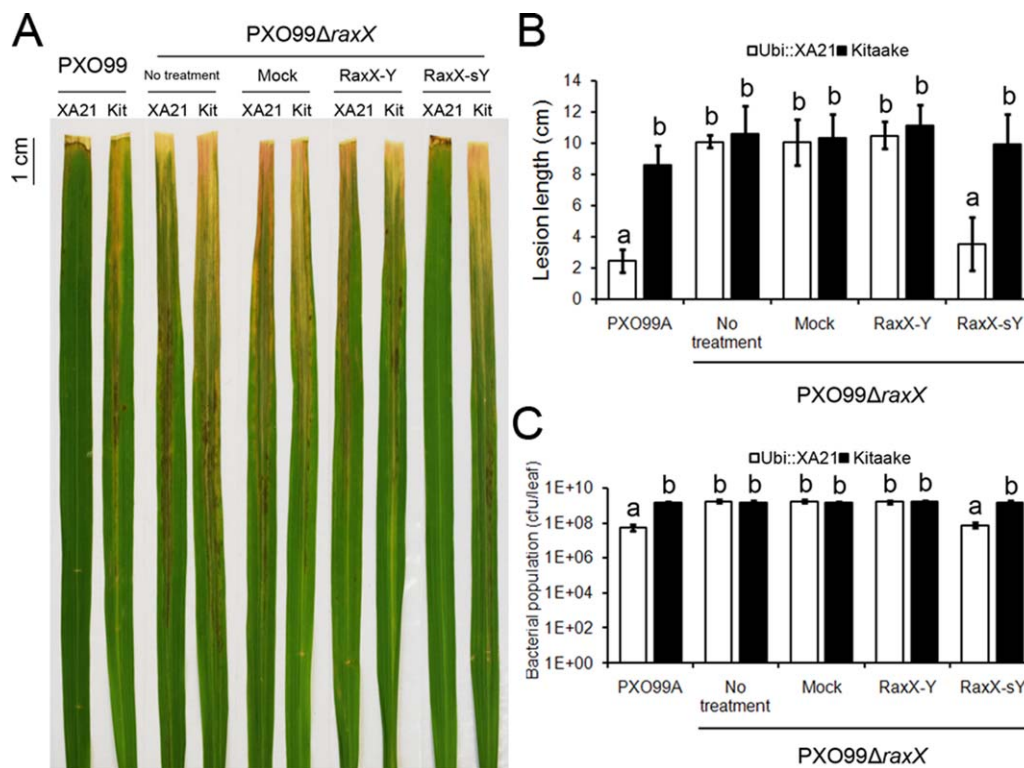 A
PXO99ΔraxX
PXO99
No treatment Mock RaxX-Y RaxX-sY
XA21 Kit XA21 Kit XA21 Kit XA21 Kit XA21 Kit
1 cm
B
Ubi::XA21 Kitaake
Lesion length (cm)
14
12
10
8
6
4
2
0
a b b b b b b b a b
PXO99A No treatment Mock RaxX-Y RaxX-sY
PXO99ΔraxX
C
Ubi::XA21 Kitaake
Bacterial population (cfu/leaf)
1E+10
1E+08
1E+06
1E+04
1E+02
1E+00
a b b b b b b b a b
PXO99A No treatment Mock RaxX-Y RaxX-sY
PXO99ΔraxX